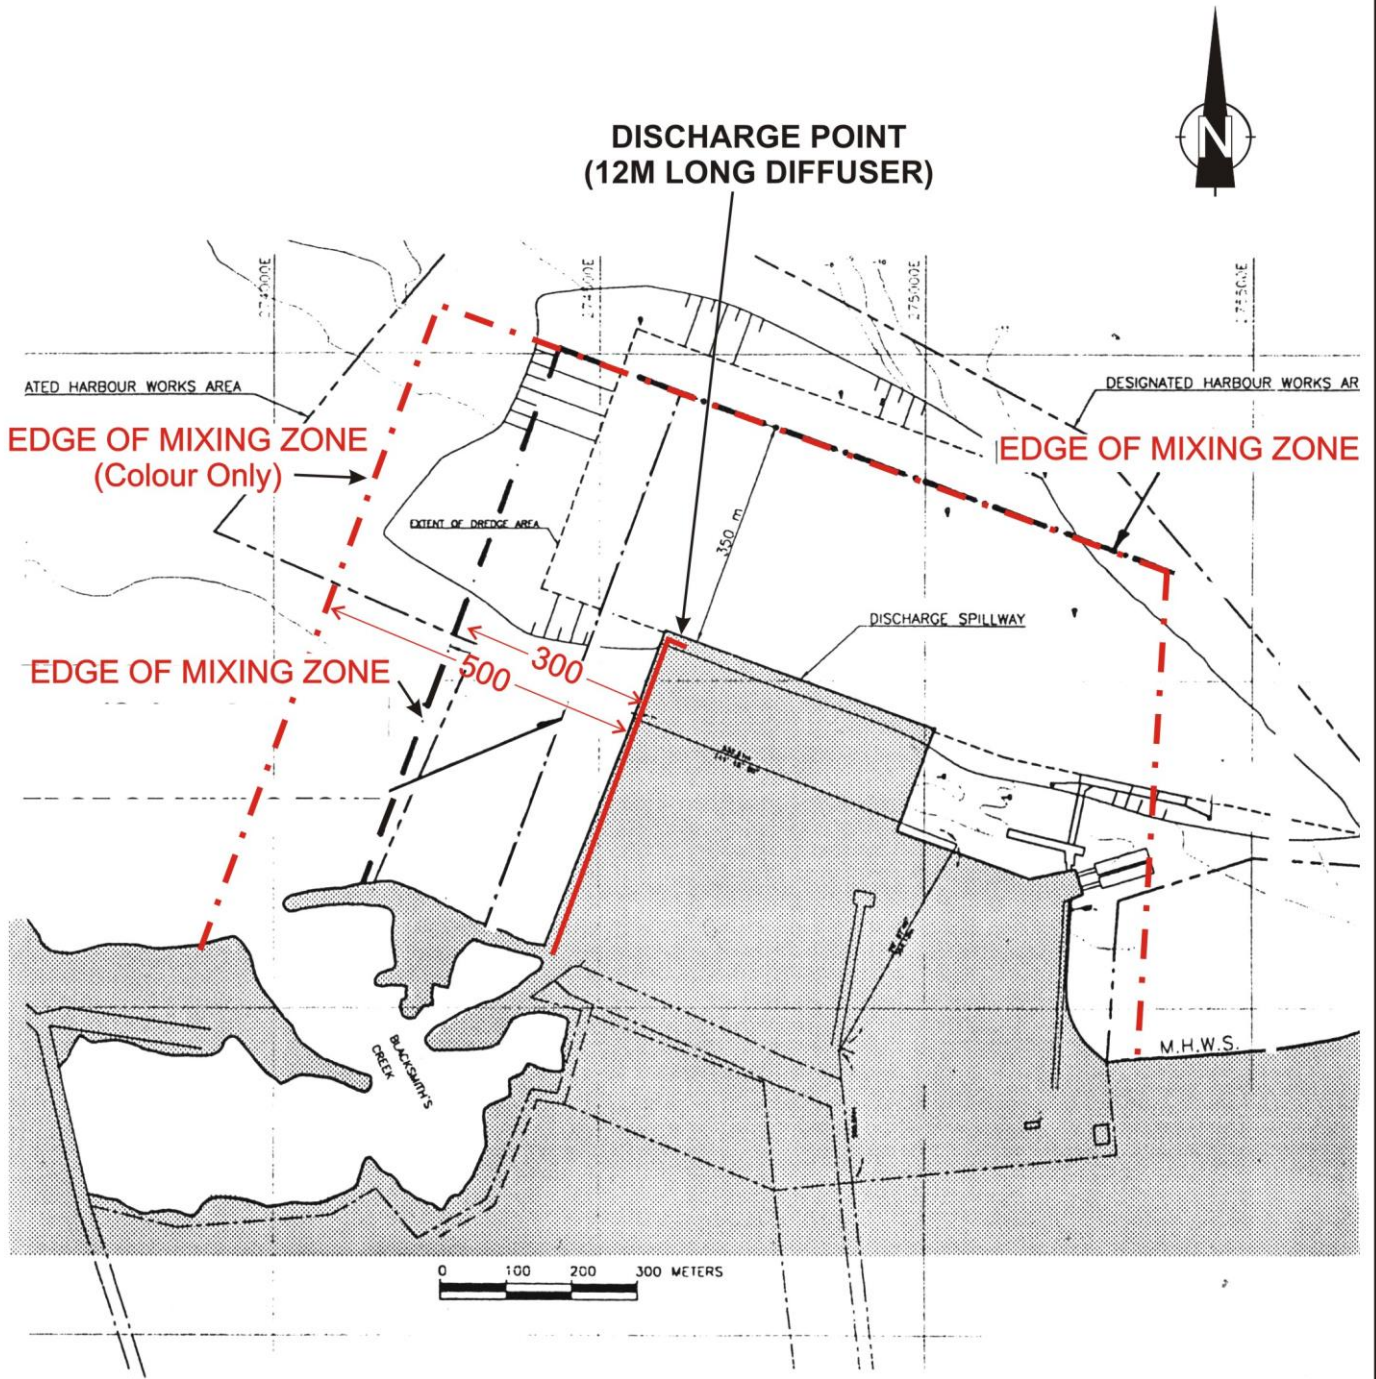 N
DISCHARGE POINT
(12M LONG DIFFUSER)
275000E
ATED HARBOUR WORKS AREA
DESIGNATED HARBOUR WORKS AR
EDGE OF MIXING ZONE
(Colour Only)
EDGE OF MIXING ZONE
EXTENT OF DREDGE AREA
350 m
DISCHARGE SPILLWAY
EDGE OF MIXING ZONE
300
500
BLACKSMITH'S
CREEK
M.H.W.S.
0 100 200 300 METERS